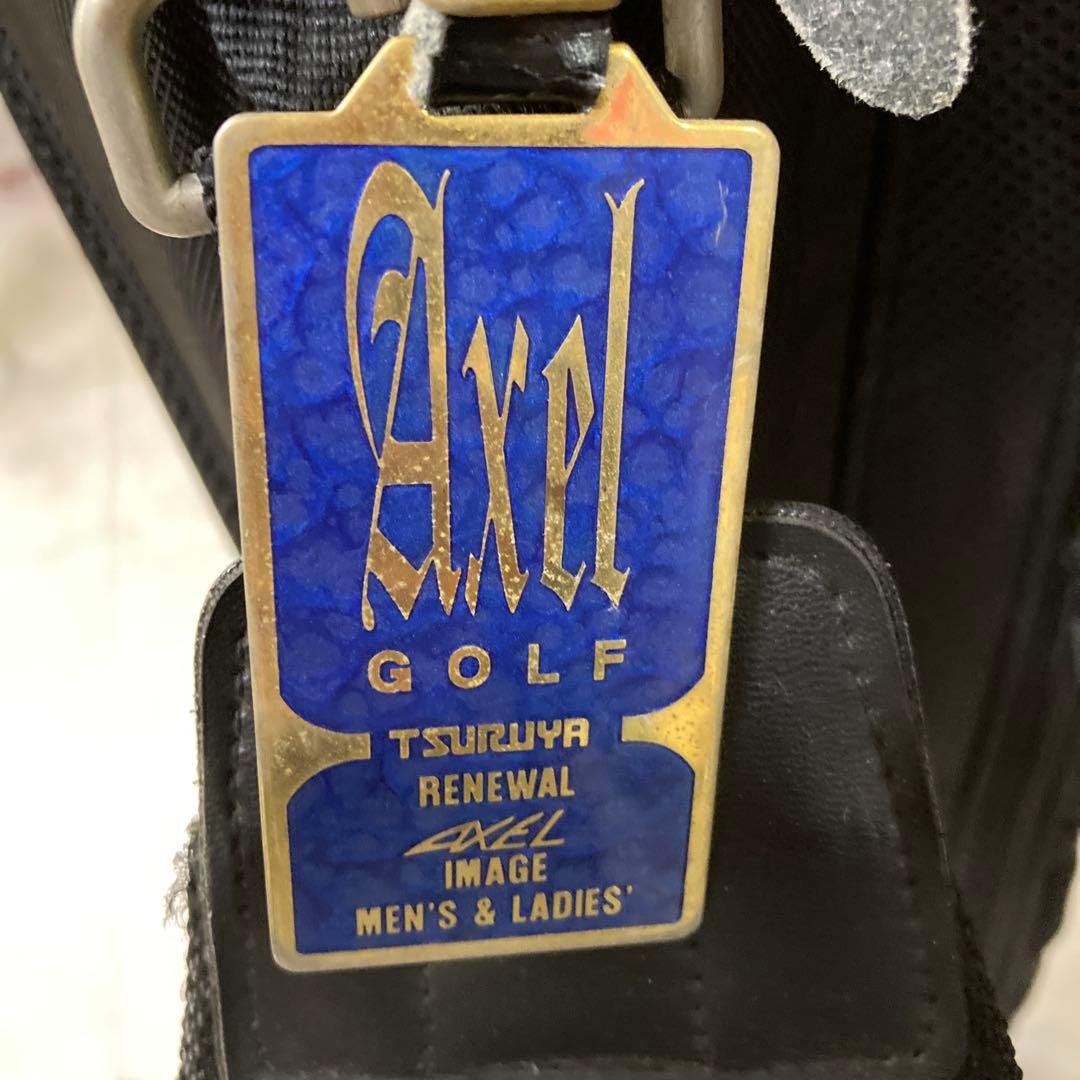 Axel
GOLF
TSURUYA
RENEWAL
AXEL
IMAGE
MEN'S & LADIES'